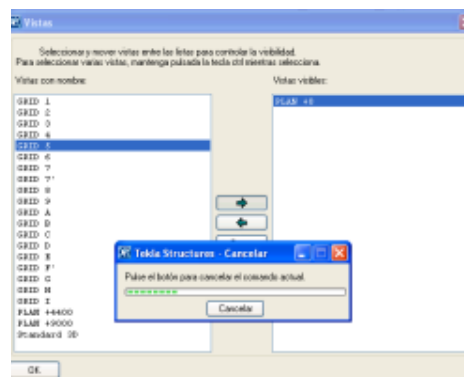 Vistas
Seleccionar y mover vistas entre las listas para controlar la visibilidad.
Para seleccionar varias vistas, mantenga pulsada la tecla ctrl mientras selecciona.
Vistas con nombre:
Vistas visibles:
GRID 1
GRID 2
GRID 3
GRID 4
GRID 5
GRID 6
GRID 7
GRID 7'
GRID 8
GRID 9
GRID A
GRID B
GRID C
GRID D
GRID E
GRID F'
GRID G
GRID H
GRID I
PLAN +4400
PLAN +9000
Standard 3D
PLAN +0
Tekla Structures - Cancelar
Pulse el botón para cancelar el comando actual.
Cancelar
OK